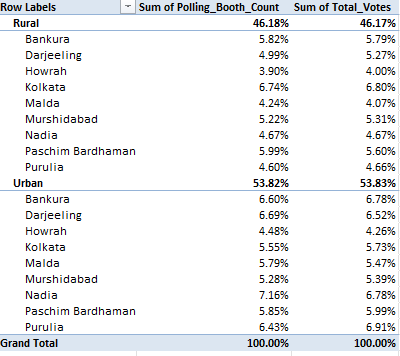 Row Labels Sum of Polling_Booth_Count Sum of Total_Votes
Rural 46.18% 46.17%
Bankura 5.82% 5.79%
Darjeeling 4.99% 5.27%
Howrah 3.90% 4.00%
Kolkata 6.74% 6.80%
Malda 4.24% 4.07%
Murshidabad 5.22% 5.31%
Nadia 4.67% 4.67%
Paschim Bardhaman 5.99% 5.60%
Purulia 4.60% 4.66%
Urban 53.82% 53.83%
Bankura 6.60% 6.78%
Darjeeling 6.69% 6.52%
Howrah 4.48% 4.26%
Kolkata 5.55% 5.73%
Malda 5.79% 5.47%
Murshidabad 5.28% 5.39%
Nadia 7.16% 6.78%
Paschim Bardhaman 5.85% 5.99%
Purulia 6.43% 6.91%
Grand Total 100.00% 100.00%